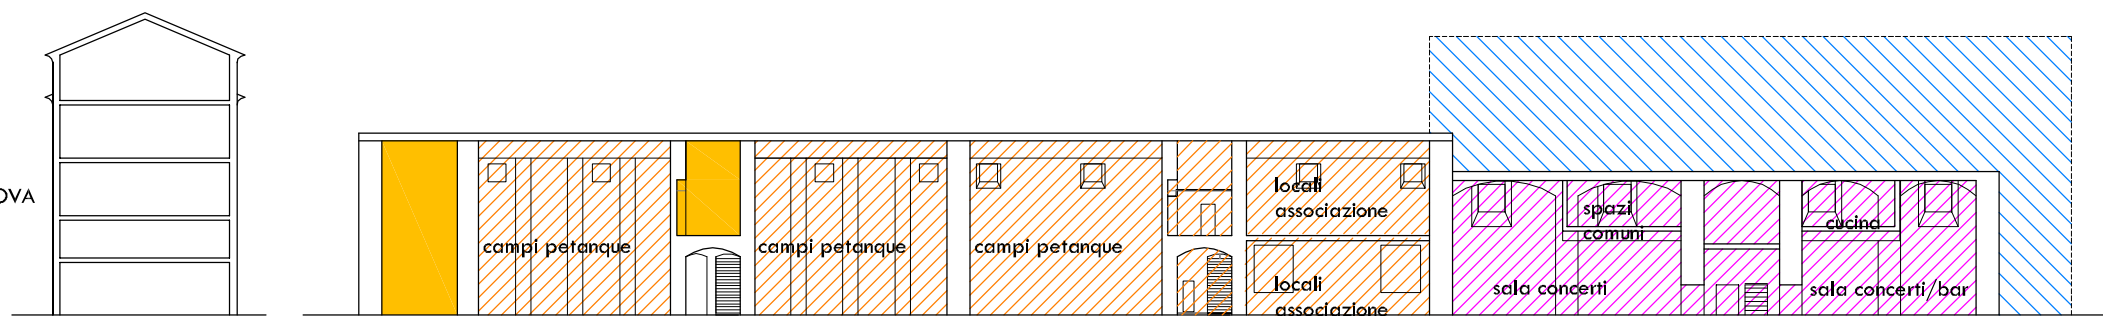 OVA
campi petanque
campi petanque
campi petanque
locali
associazione
locali
associazione
spazi
comuni
cucina
sala concerti
sala concerti/bar